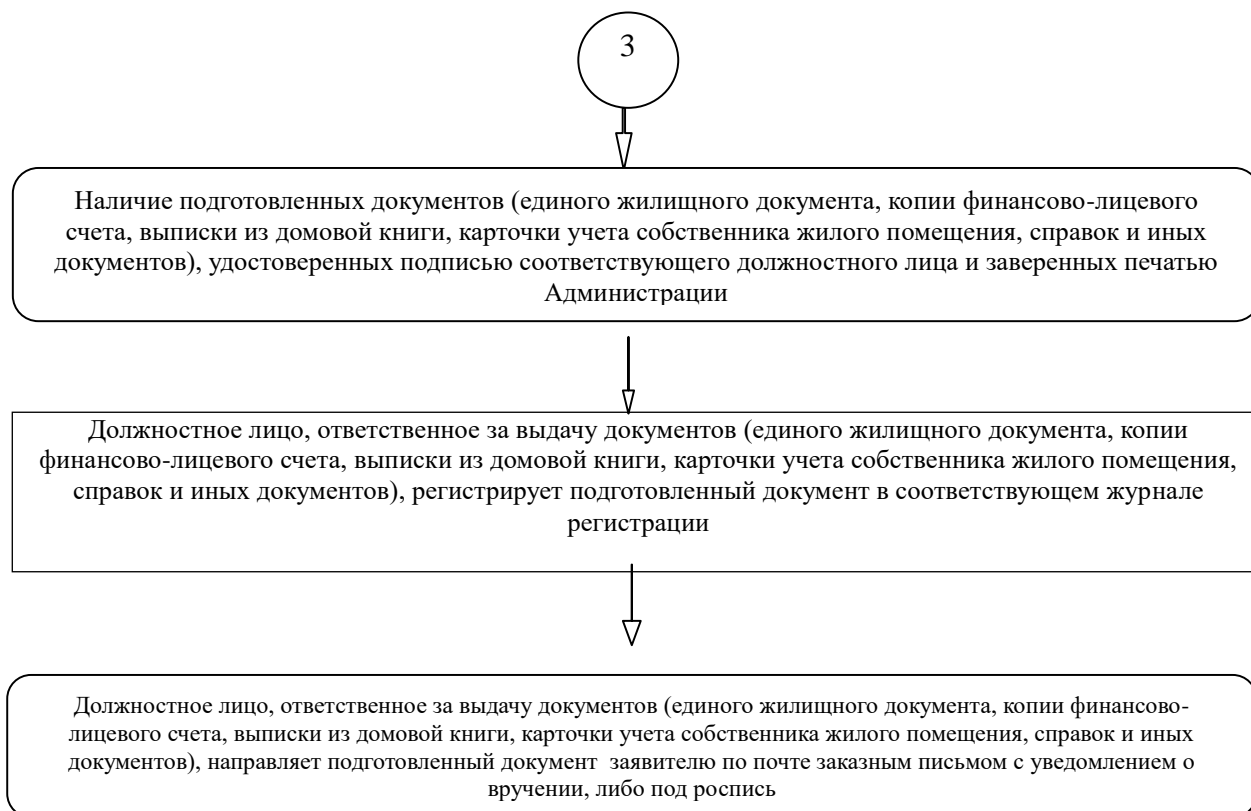 3
Наличие подготовленных документов (единого жилищного документа, копии финансово-лицевого
счета, выписки из домовой книги, карточки учета собственника жилого помещения, справок и иных
документов), удостоверенных подписью соответствующего должностного лица и заверенных печатью
Администрации
Должностное лицо, ответственное за выдачу документов (единого жилищного документа, копии
финансово-лицевого счета, выписки из домовой книги, карточки учета собственника жилого помещения,
справок и иных документов), регистрирует подготовленный документ в соответствующем журнале
регистрации
Должностное лицо, ответственное за выдачу документов (единого жилищного документа, копии финансово-
лицевого счета, выписки из домовой книги, карточки учета собственника жилого помещения, справок и иных
документов), направляет подготовленный документ  заявителю по почте заказным письмом с уведомлением о
вручении, либо под роспись